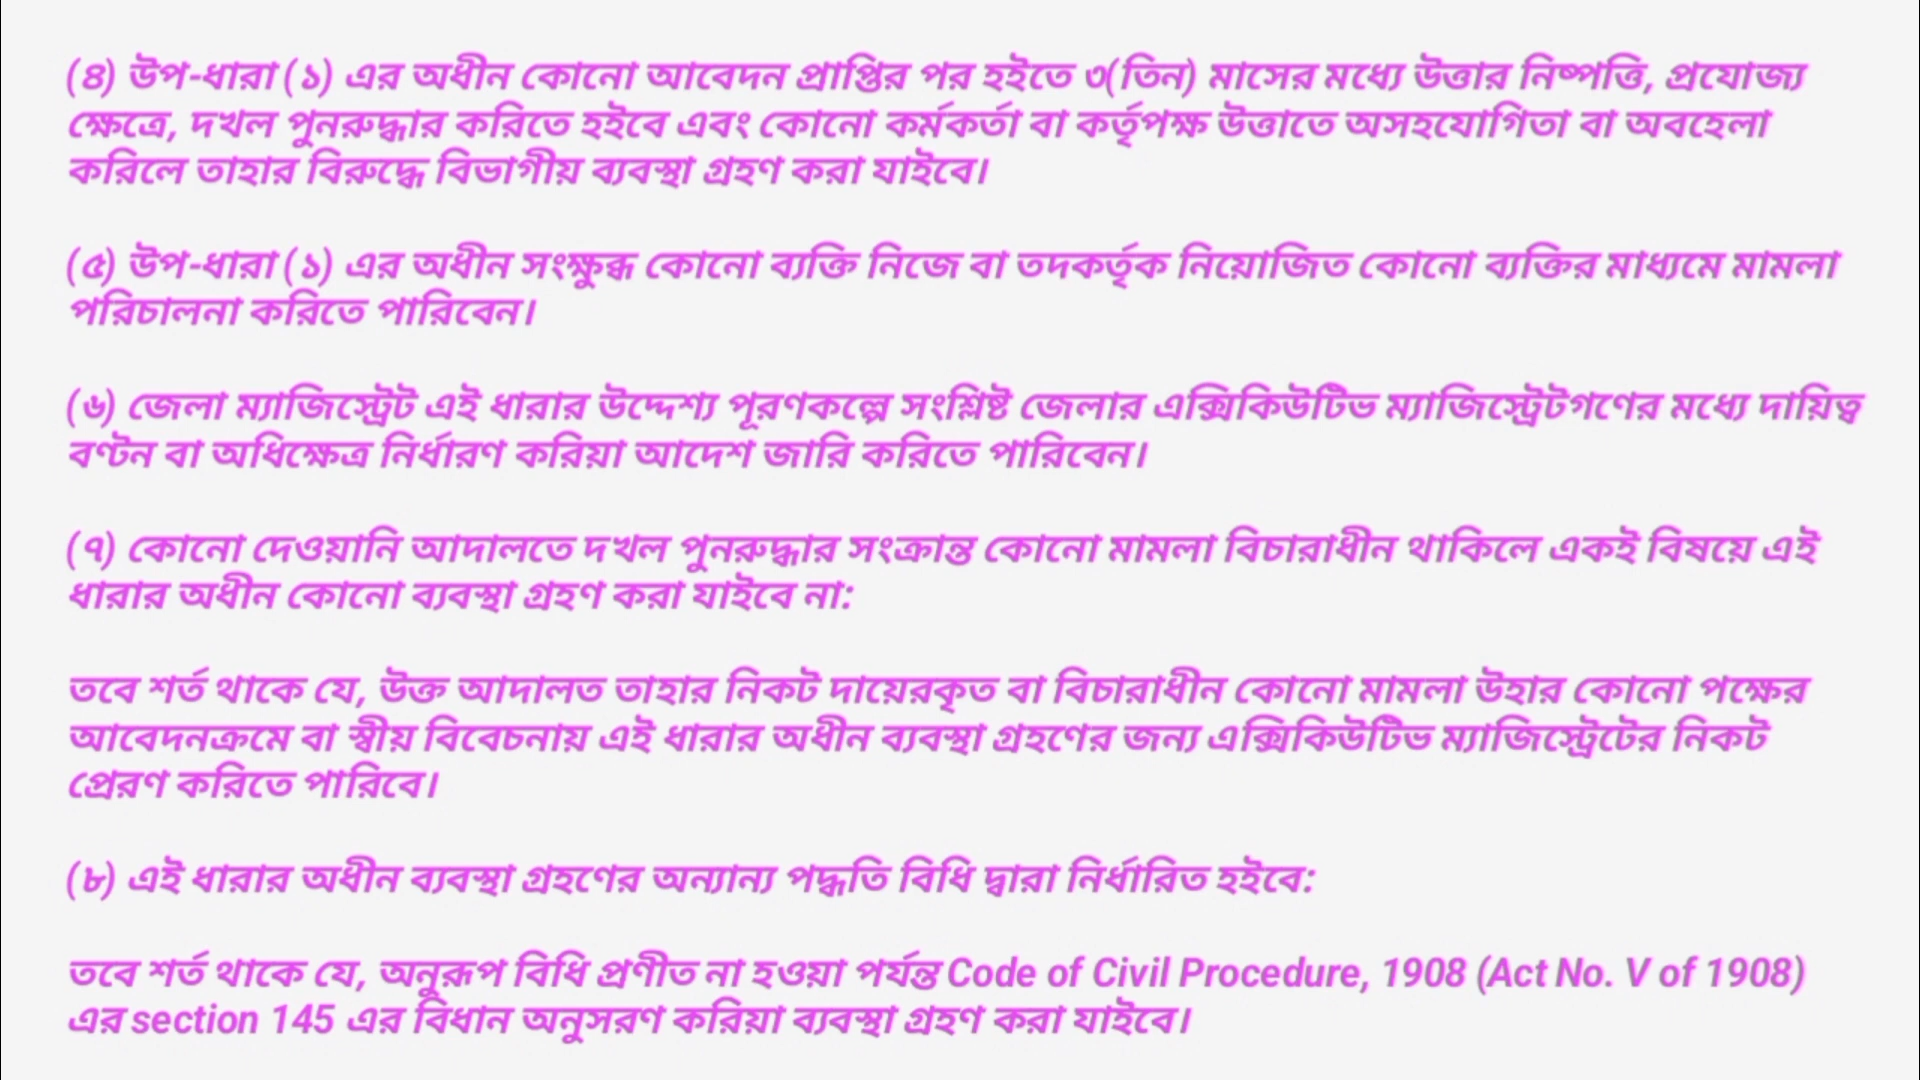 (৪) উপ-ধারা (১) এর অধীন কোনো আবেদন প্রাপ্তির পর হইতে ৩(তিন) মাসের মধ্যে উত্তার নিষ্পত্তি, প্রযোজ্য
ক্ষেত্রে, দখল পুনরুদ্ধার করিতে হইবে এবং কোনো কর্মকর্তা বা কর্তৃপক্ষ উত্তাতে অসহযোগিতা বা অবহেলা
করিলে তাহার বিরুদ্ধে বিভাগীয় ব্যবস্থা গ্রহণ করা যাইবে।
(৫) উপ-ধারা (১) এর অধীন সংক্ষুব্ধ কোনো ব্যক্তি নিজে বা তদকর্তৃক নিয়োজিত কোনো ব্যক্তির মাধ্যমে মামলা
পরিচালনা করিতে পারিবেন।
(৬) জেলা ম্যাজিস্ট্রেট এই ধারার উদ্দেশ্য পূরণকল্পে সংশ্লিষ্ট জেলার এক্সিকিউটিভ ম্যাজিস্ট্রেটগণের মধ্যে দায়িত্ব
বণ্টন বা অধিক্ষেত্র নির্ধারণ করিয়া আদেশ জারি করিতে পারিবেন।
(৭) কোনো দেওয়ানি আদালতে দখল পুনরুদ্ধার সংক্রান্ত কোনো মামলা বিচারাধীন থাকিলে একই বিষয়ে এই
ধারার অধীন কোনো ব্যবস্থা গ্রহণ করা যাইবে না:
তবে শর্ত থাকে যে, উক্ত আদালত তাহার নিকট দায়েরকৃত বা বিচারাধীন কোনো মামলা উহার কোনো পক্ষের
আবেদনক্রমে বা স্বীয় বিবেচনায় এই ধারার অধীন ব্যবস্থা গ্রহণের জন্য এক্সিকিউটিভ ম্যাজিস্ট্রেটের নিকট
প্রেরণ করিতে পারিবে।
(৮) এই ধারার অধীন ব্যবস্থা গ্রহণের অন্যান্য পদ্ধতি বিধি দ্বারা নির্ধারিত হইবে:
তবে শর্ত থাকে যে, অনুরূপ বিধি প্রণীত না হওয়া পর্যন্ত Code of Civil Procedure, 1908 (Act No. V of 1908)
এর section 145 এর বিধান অনুসরণ করিয়া ব্যবস্থা গ্রহণ করা যাইবে।